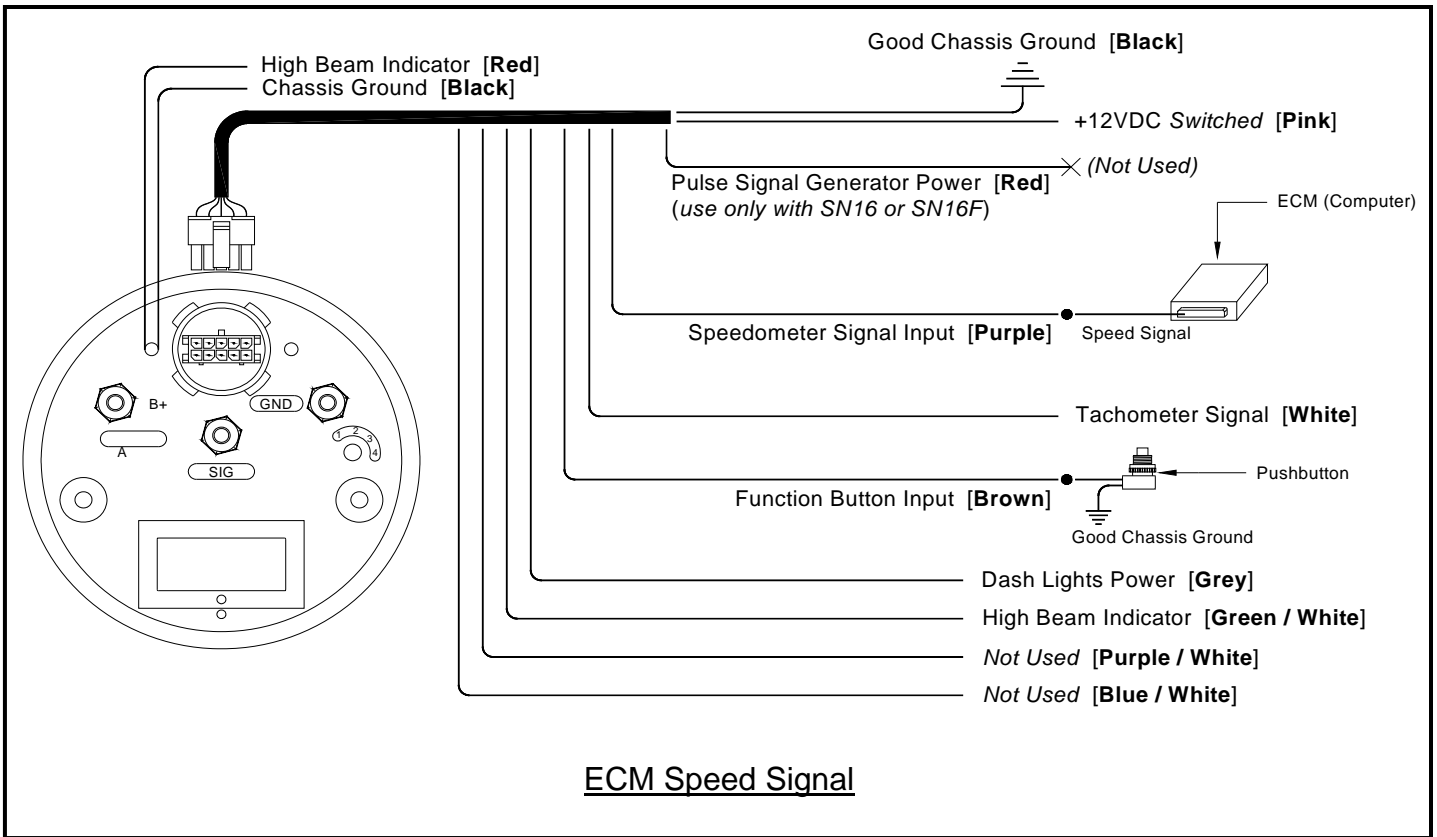 Good Chassis Ground [Black]
High Beam Indicator [Red]
Chassis Ground [Black]
+12VDC Switched [Pink]
(Not Used)
Pulse Signal Generator Power [Red]
(use only with SN16 or SN16F)
ECM (Computer)
Speedometer Signal Input [Purple]
Speed Signal
B+
GND
A
SIG
1 2 3 4
Tachometer Signal [White]
Pushbutton
Function Button Input [Brown]
Good Chassis Ground
Dash Lights Power [Grey]
High Beam Indicator [Green / White]
Not Used [Purple / White]
Not Used [Blue / White]
ECM Speed Signal